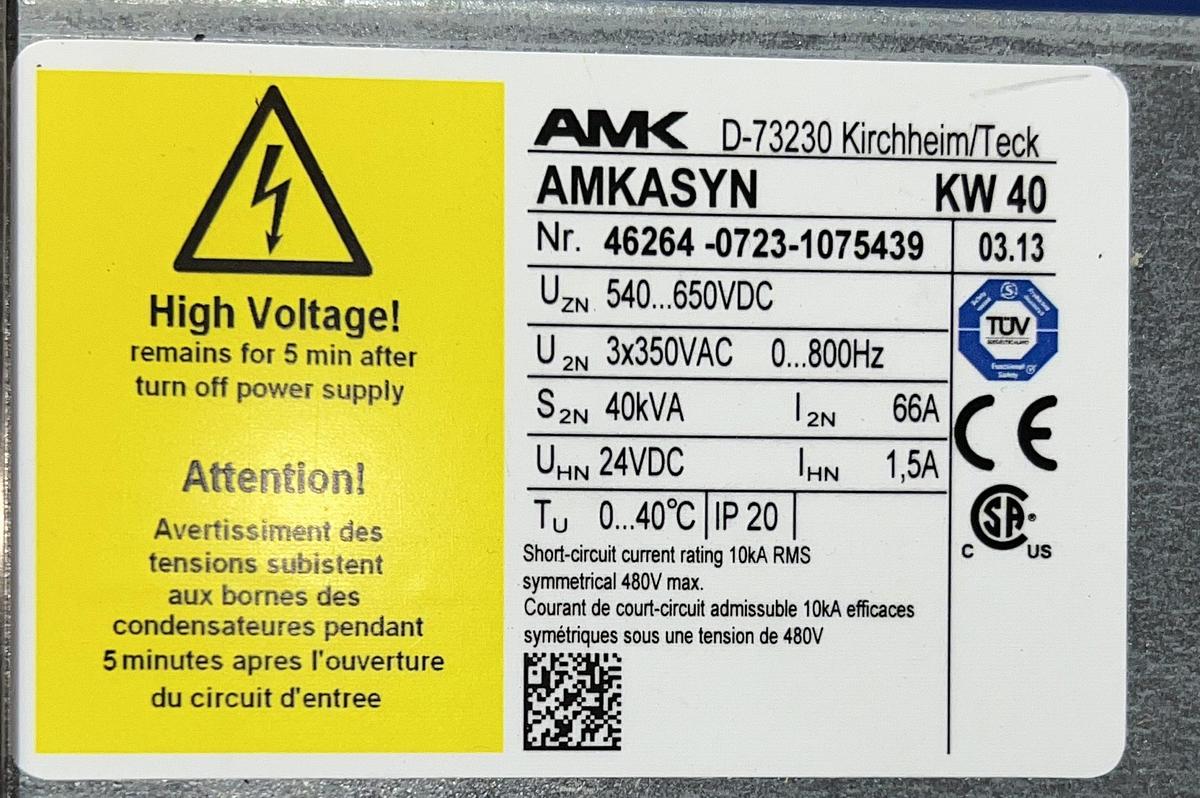 High Voltage!
remains for 5 min after
turn off power supply
Attention!
Avertissiment des
tensions subistent
aux bornes des
condensateures pendant
5 minutes apres l'ouverture
du circuit d'entree
AMK D-73230 Kirchheim/Teck
AMKASYN KW 40
Nr. 46264 -0723-1075439 03.13
UZN 540...650VDC
U2N 3x350VAC 0...800Hz
S2N 40kVA I2N 66A
UHN 24VDC IHN 1,5A
TU 0...40°C IP 20
Short-circuit current rating 10kA RMS
symmetrical 480V max.
Courant de court-circuit admissuble 10kA efficaces
symétriques sous une tension de 480V
TÜV
Functional
Safety
CE
SA®
C US